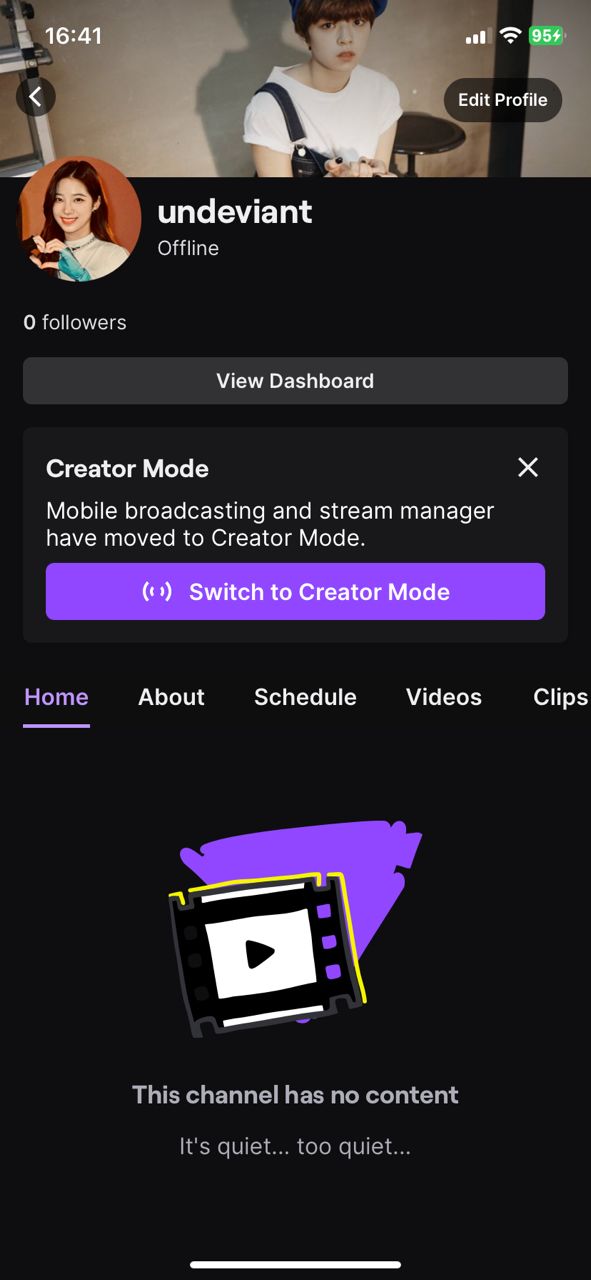 16:41
95
Edit Profile
undeviant
Offline
0 followers
View Dashboard
Creator Mode
Mobile broadcasting and stream manager
have moved to Creator Mode.
Switch to Creator Mode
Home About Schedule Videos Clips
This channel has no content
It's quiet... too quiet...